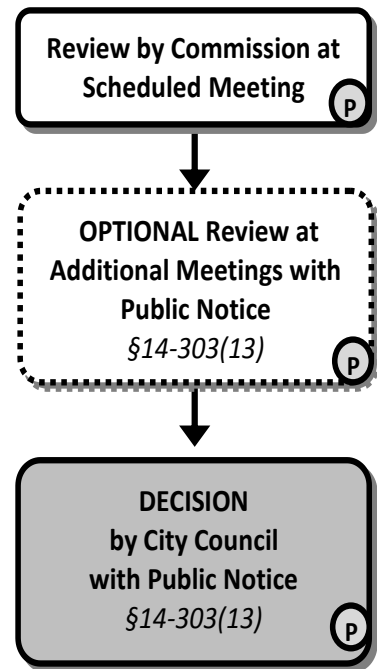 Review by Commission at
Scheduled Meeting
P
OPTIONAL Review at
Additional Meetings with
Public Notice
§14-303(13)
P
DECISION
by City Council
with Public Notice
§14-303(13)
P